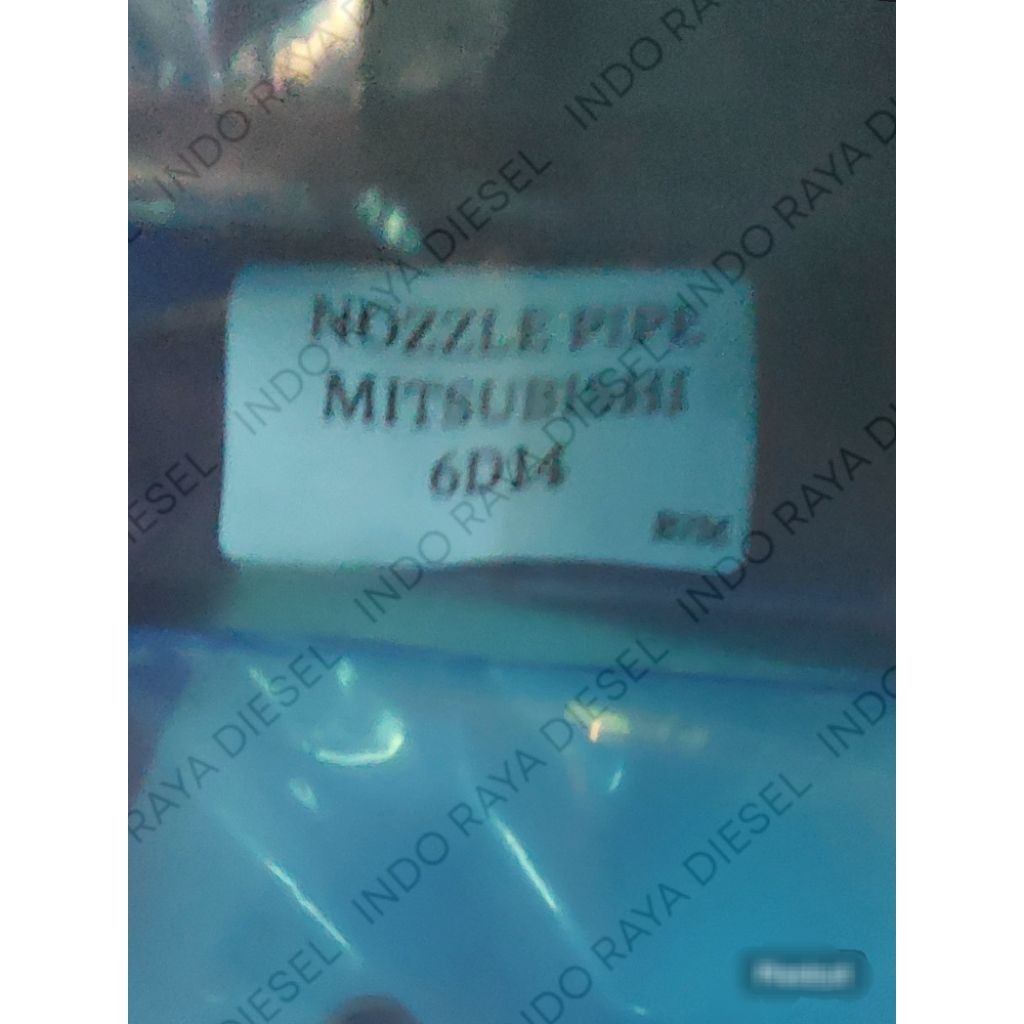 NOZZLE PIPE
MITSUBISHI
6D14
INDO RAYA DIESEL